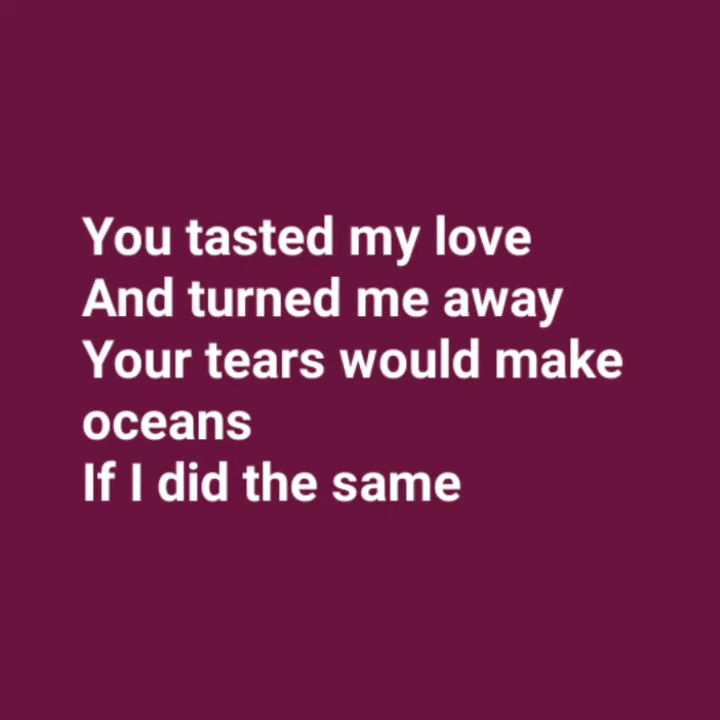 You tasted my love
And turned me away
Your tears would make
oceans
If I did the same